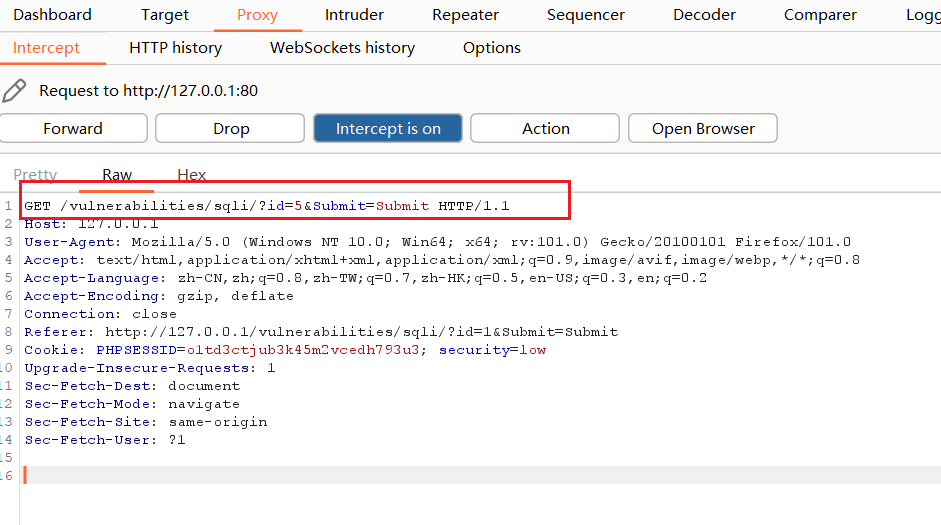 Dashboard Target Proxy Intruder Repeater Sequencer Decoder Comparer Logg
Intercept HTTP history WebSockets history Options
Request to http://127.0.0.1:80
Forward Drop Intercept is on Action Open Browser
Pretty Raw Hex
1 GET /vulnerabilities/sqli/?id=5&Submit=Submit HTTP/1.1
2 Host: 127.0.0.1
3 User-Agent: Mozilla/5.0 (Windows NT 10.0; Win64; x64; rv:101.0) Gecko/20100101 Firefox/101.0
4 Accept: text/html,application/xhtml+xml,application/xml;q=0.9,image/avif,image/webp,*/*;q=0.8
5 Accept-Language: zh-CN,zh;q=0.8,zh-TW;q=0.7,zh-HK;q=0.5,en-US;q=0.3,en;q=0.2
6 Accept-Encoding: gzip, deflate
7 Connection: close
8 Referer: http://127.0.0.1/vulnerabilities/sqli/?id=1&Submit=Submit
9 Cookie: PHPSESSID=o1td3ctjub3k45m2vcedh793u3; security=low
10 Upgrade-Insecure-Requests: 1
11 Sec-Fetch-Dest: document
12 Sec-Fetch-Mode: navigate
13 Sec-Fetch-Site: same-origin
14 Sec-Fetch-User: ?1
15
16